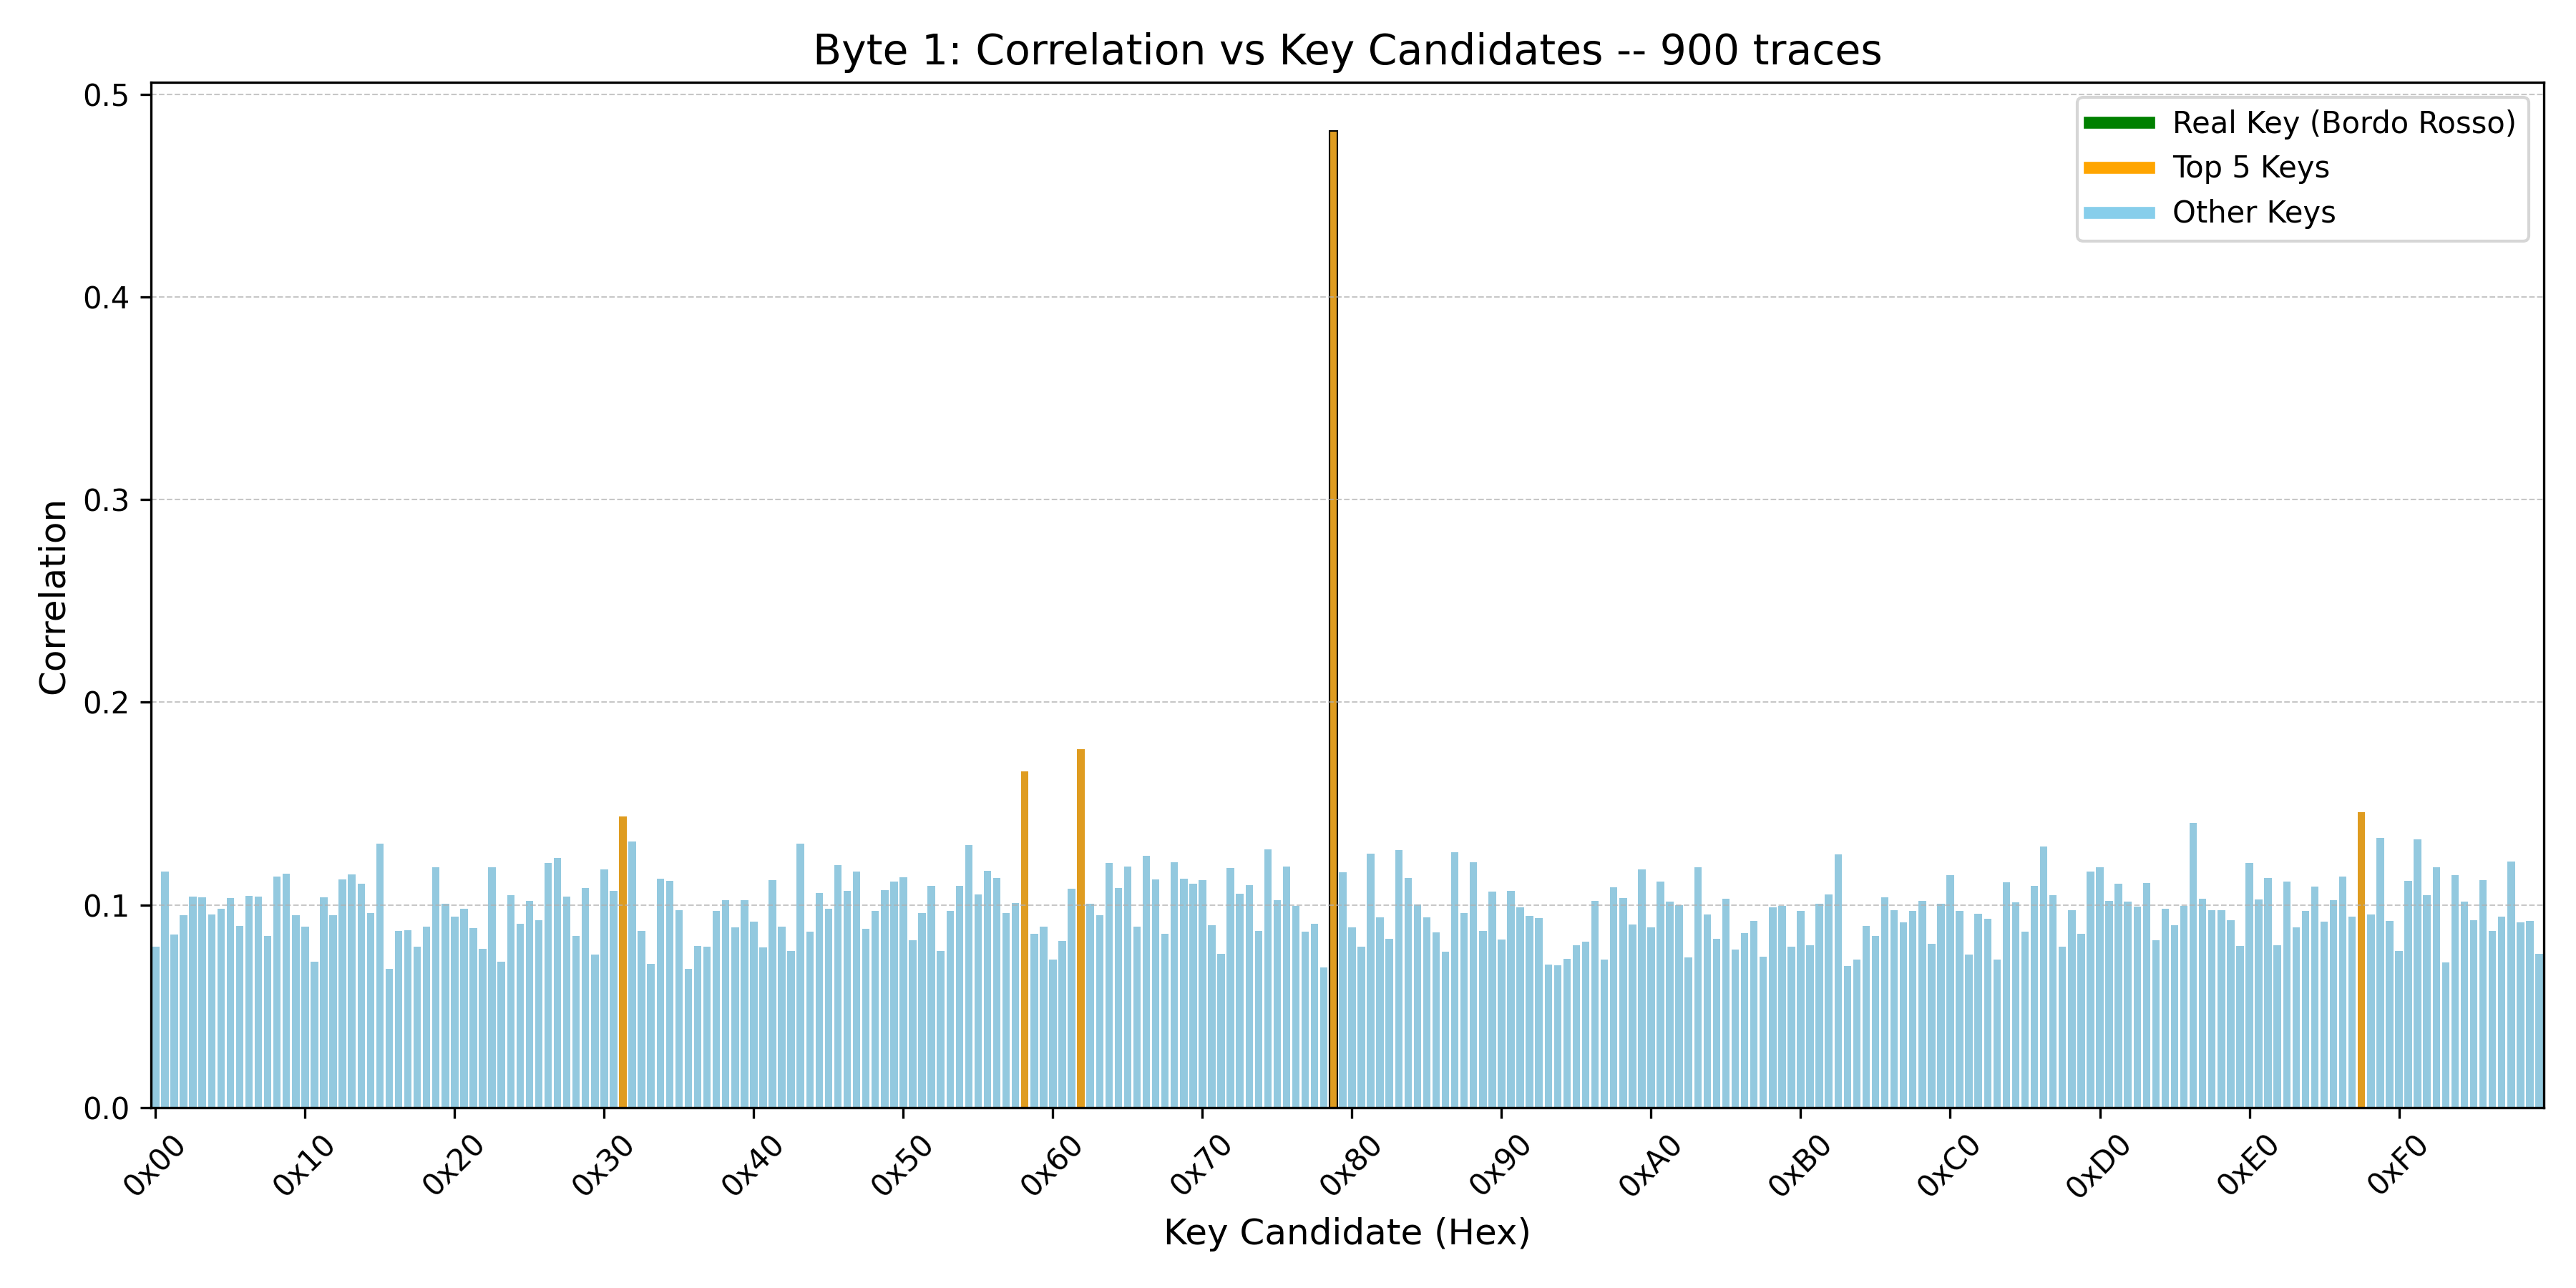 Byte 1: Correlation vs Key Candidates -- 900 traces
Real Key (Bordo Rosso)
Top 5 Keys
Other Keys
Correlation
0.5
0.4
0.3
0.2
0.1
0.0
0x00 0x10 0x20 0x30 0x40 0x50 0x60 0x70 0x80 0x90 0xA0 0xB0 0xC0 0xD0 0xE0 0xF0
Key Candidate (Hex)